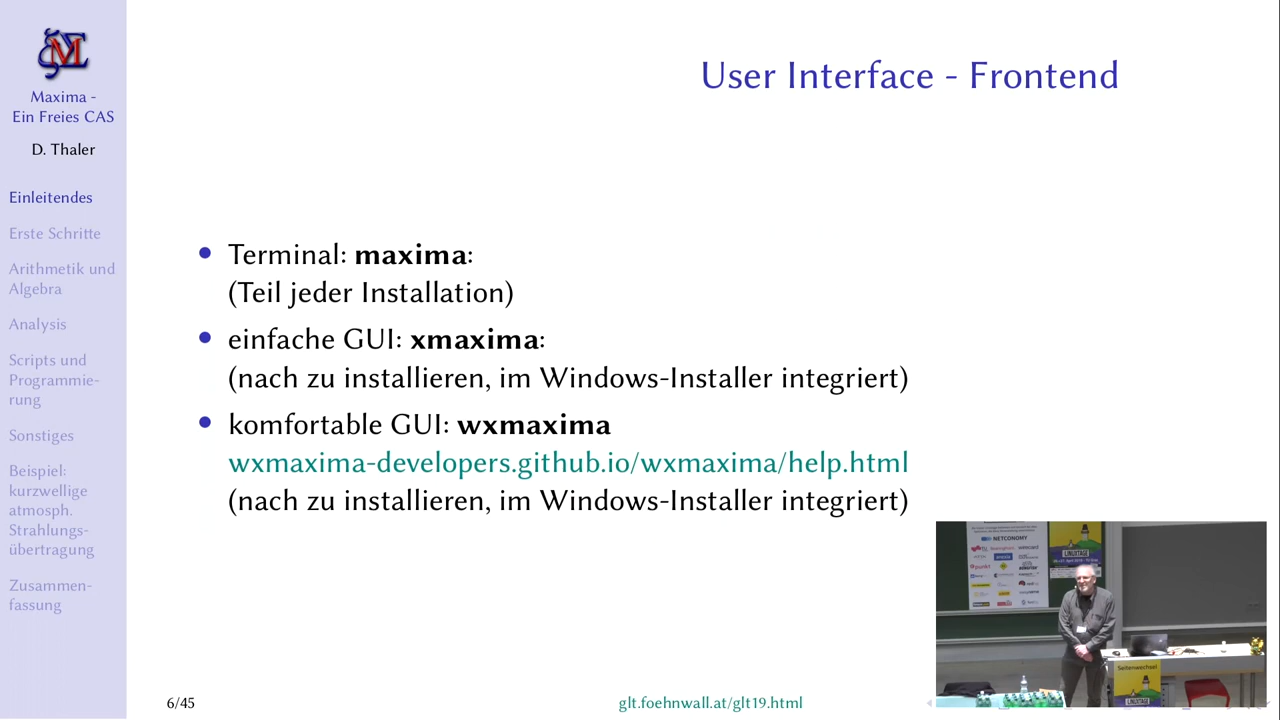 Maxima -
Ein Freies CAS
D. Thaler
Einleitendes
Erste Schritte
Arithmetik und
Algebra
Analysis
Scripts und
Programmie-
rung
Sonstiges
Beispiel:
kurzwellige
atmosph.
Strahlungs-
übertragung
Zusammen-
fassung
User Interface - Frontend
• Terminal: maxima:
(Teil jeder Installation)
• einfache GUI: xmaxima:
(nach zu installieren, im Windows-Installer integriert)
• komfortable GUI: wxmaxima
wxmaxima-developers.github.io/wxmaxima/help.html
(nach zu installieren, im Windows-Installer integriert)
NETCONOMY
LINUXTAGE
Seitenwechsel
LINUXTAGE
6/45
glt.foehnwall.at/glt19.html